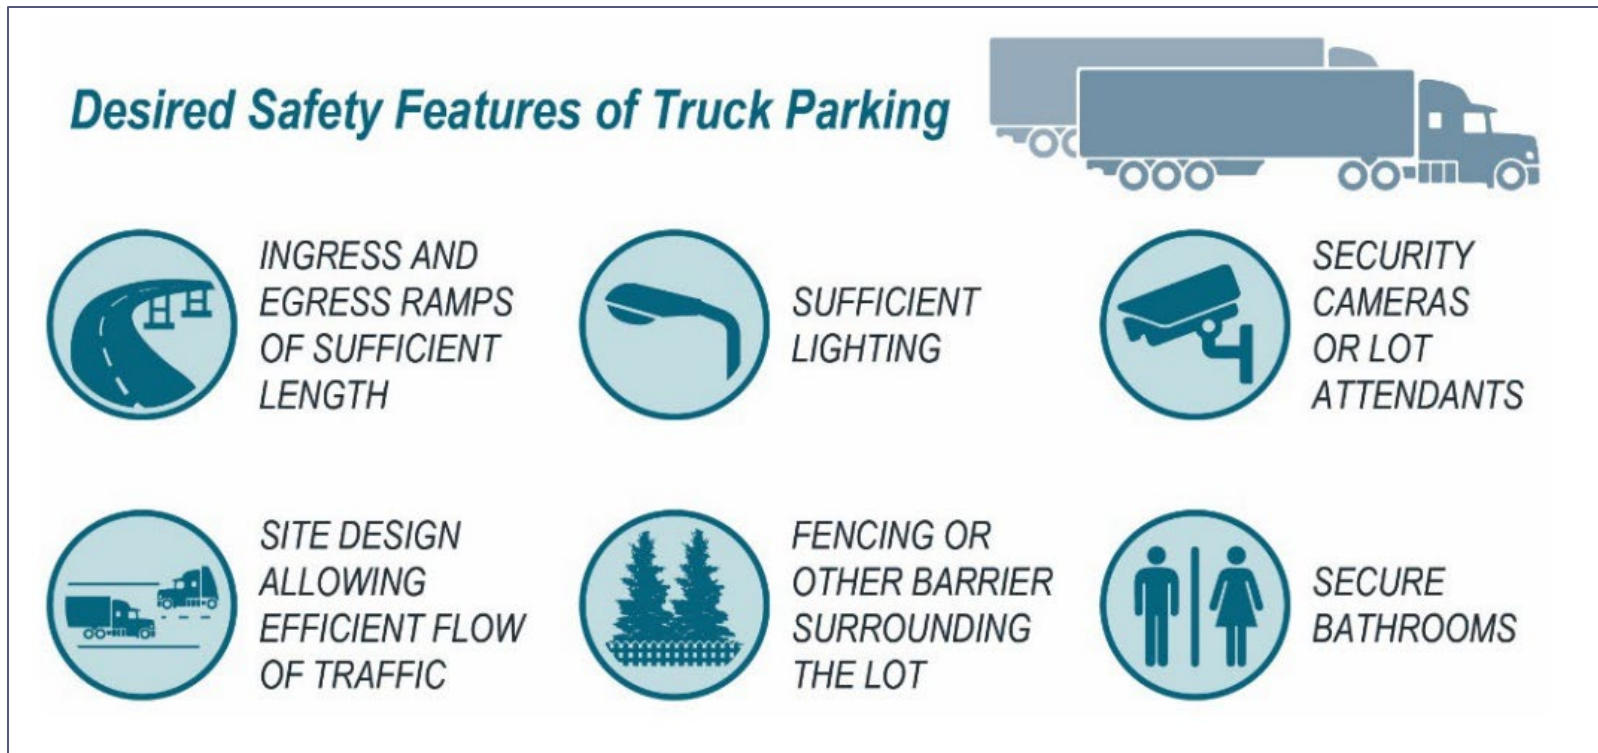 Desired Safety Features of Truck Parking
INGRESS AND
EGRESS RAMPS
OF SUFFICIENT
LENGTH
SUFFICIENT
LIGHTING
SECURITY
CAMERAS
OR LOT
ATTENDANTS
SITE DESIGN
ALLOWING
EFFICIENT FLOW
OF TRAFFIC
FENCING OR
OTHER BARRIER
SURROUNDING
THE LOT
SECURE
BATHROOMS